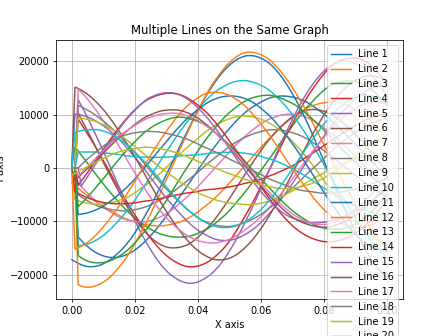 Multiple Lines on the Same Graph
20000
10000
0
−10000
−20000
0.00
0.02
0.04
0.06
X axis
Line 1
Line 2
Line 3
Line 4
Line 5
Line 6
Line 7
Line 8
Line 9
Line 10
Line 11
Line 12
Line 13
Line 14
Line 15
Line 16
Line 17
Line 18
Line 19
Line 20